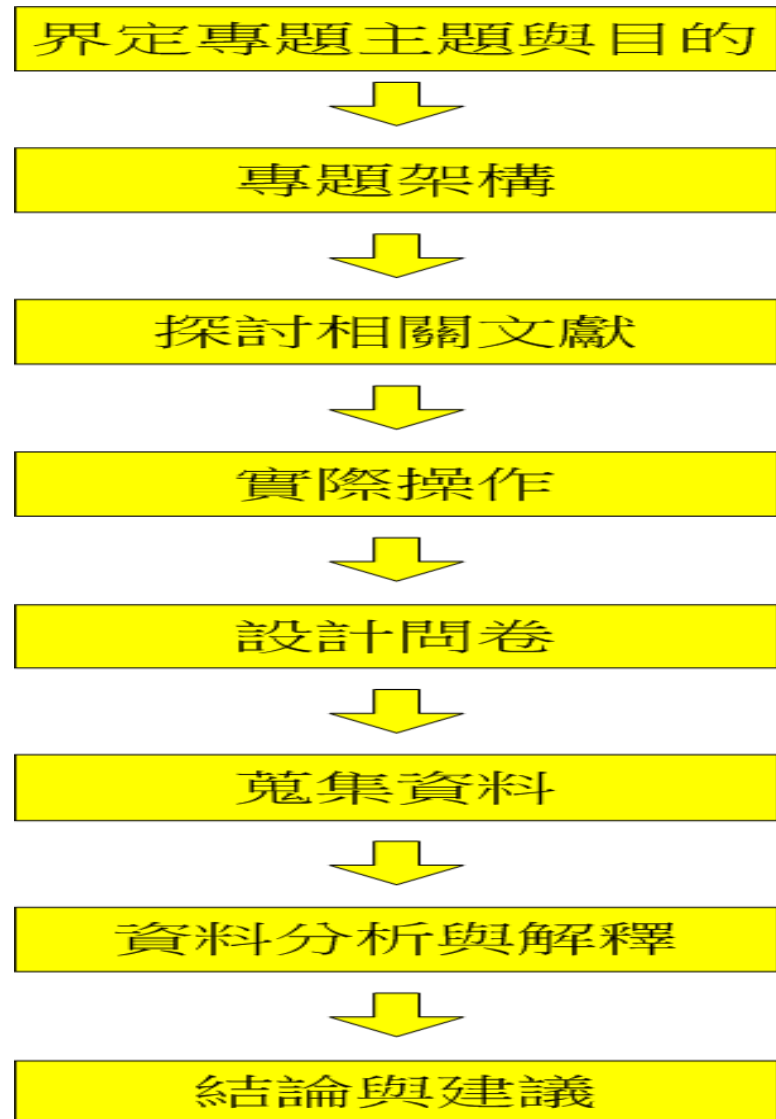 界定專題主題與目的
專題架構
探討相關文獻
實際操作
設計問卷
蒐集資料
資料分析與解釋
結論與建議